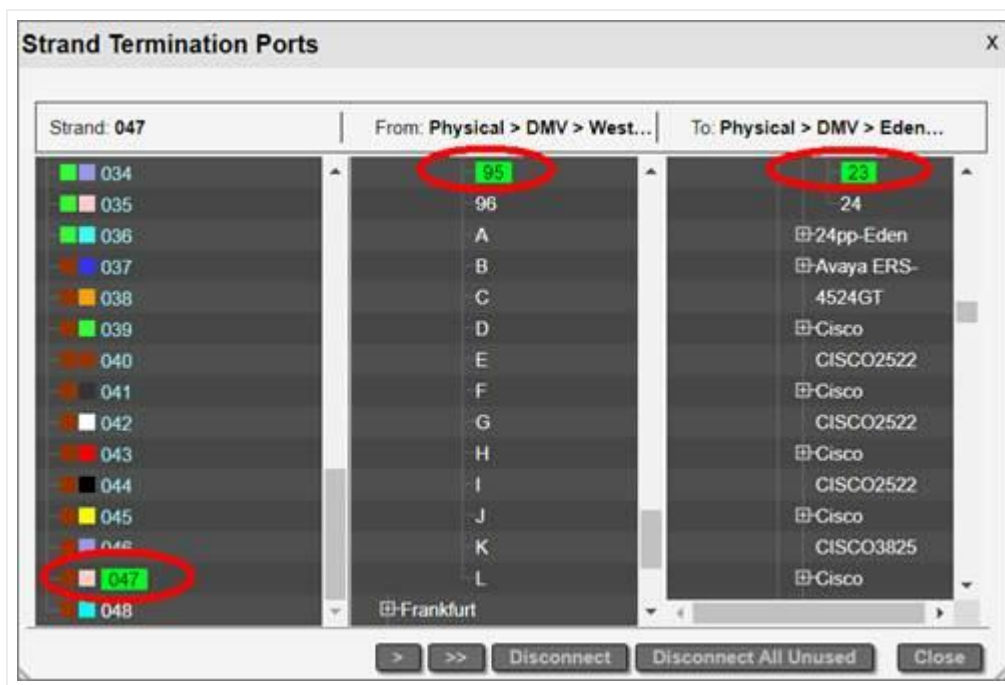 Strand Termination Ports
X
Strand: 047
From: Physical > DMV > West...
To: Physical > DMV > Eden...
034
035
036
037
038
039
040
041
042
043
044
045
046
047
048
95
96
A
B
C
D
E
F
G
H
I
J
K
L
Frankfurt
23
24
24pp-Eden
Avaya ERS-
4524GT
Cisco
CISCO2522
Cisco
CISCO2522
Cisco
CISCO2522
Cisco
CISCO3825
Cisco
> >> Disconnect Disconnect All Unused Close